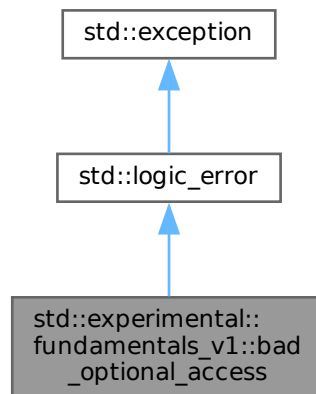 std::exception
std::logic_error
std::experimental::
fundamentals_v1::bad
_optional_access